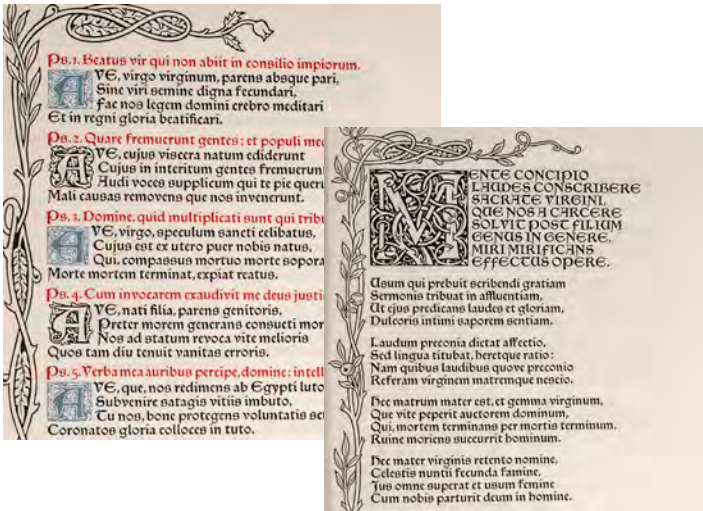 Ps. 1. Beatus vir qui non abiit in consilio impiorum.
AVE, virgo virginum, parens absque pari,
Sine viri semine digna fecundari,
Fac nos legem domini crebro meditari
Et in regni gloria beatificari.
Ps. 2. Quare fremuerunt gentes: et populi
AVE, cujus viscera natum ediderunt
Cujus in interitum gentes fremuerun
Audi voces supplicum qui te pie
Mali causas removens que nos invenerunt.
Ps. 3. Domine, quid multiplicati sunt qui
AVE, virgo, speculum sancti celibatus,
Cujus est ex utero puer nobis natus,
Qui, compassus mortuo morte
Morte mortem terminat, expiat reatus.
Ps. 4. Cum invocarem exaudivit me deus
AVE, nati filia, parens genitoris,
Preter morem generans consueti
Nos ad statum revoca vite melioris
Quos tam diu tenuit vanitas erroris.
Ps. 5. Verba mea auribus percipe, domine:
AVE, que, nos redimens ab Egypti luto
Subvenire satagis vitiis imbuto,
Tu nos, bone protegens voluntatis
Coronatos gloria colloces in tuto.
MENTE CONCIPIO
LAUDES CONSCRIBERE
SACRATE VIRGINI,
QUE NOS A CARCERE
SOLVIT POST FILIUM
GENUS IN GENERE,
MIRI MIRIFICANS
EFFECTUS OPERE.
Usum qui prebuit scribendi gratiam
Sermonis tribuat in affluentiam,
Ut ejus predicans laudes et gloriam,
Dulcoris intimi saporem sentiam.
Laudum preconia dictat affectio,
Sed lingua titubat, heretque ratio:
Nam quibus laudibus quove preconio
Referam virginem matremque nescio.
Hec matrum mater est, et gemma virginum,
Que vite peperit auctorem dominum,
Qui, mortem terminans per mortis terminum,
Ruine moriens succurrit hominum.
Hec mater virginis retento nomine,
Celestis nuntii fecunda famine,
Jus omne superat et usum femine
Cum nobis parturit deum in homine.